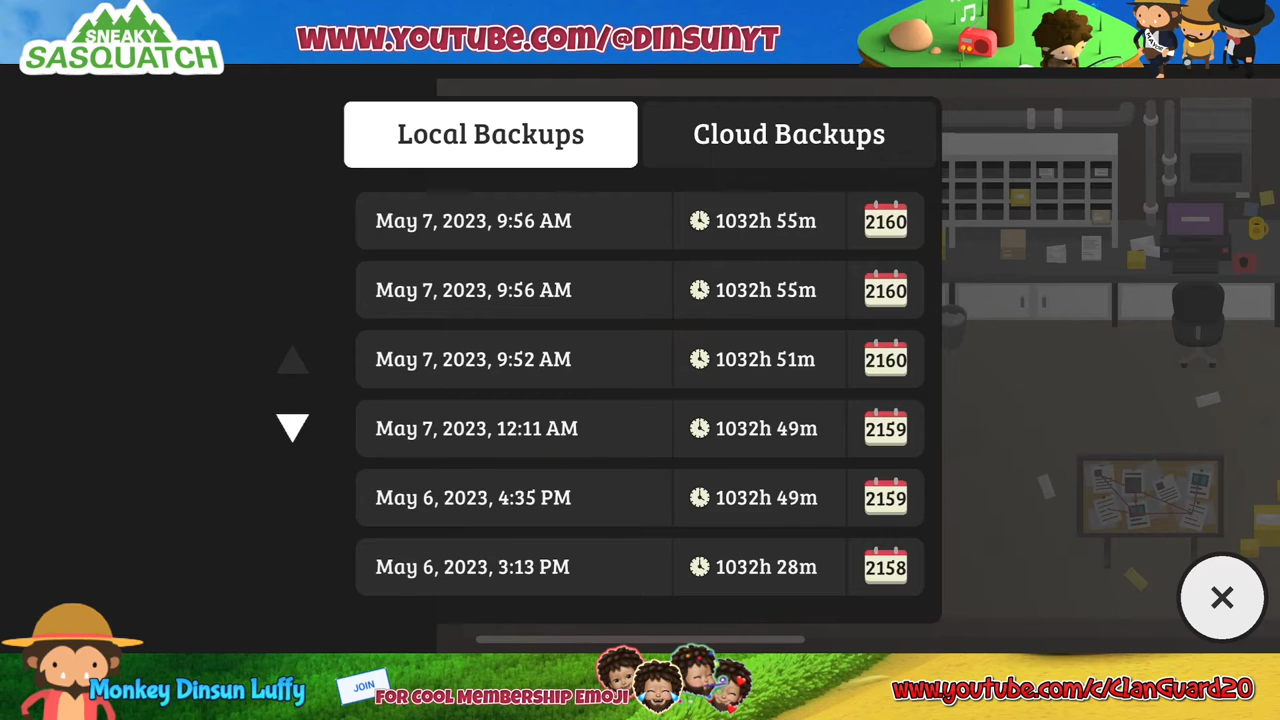 SNEAKY
SASQUATCH
WWW.YOUTUBE.COM/@DINSUNYT
Local Backups
Cloud Backups
May 7, 2023, 9:56 AM 1032h 55m 2160
May 7, 2023, 9:56 AM 1032h 55m 2160
May 7, 2023, 9:52 AM 1032h 51m 2160
May 7, 2023, 12:11 AM 1032h 49m 2159
May 6, 2023, 4:35 PM 1032h 49m 2159
May 6, 2023, 3:13 PM 1032h 28m 2158
Monkey Dinsun Luffy
JOIN
FOR COOL MEMBERSHIP EMOJI
www.youtube.com/c/ClanGuard20